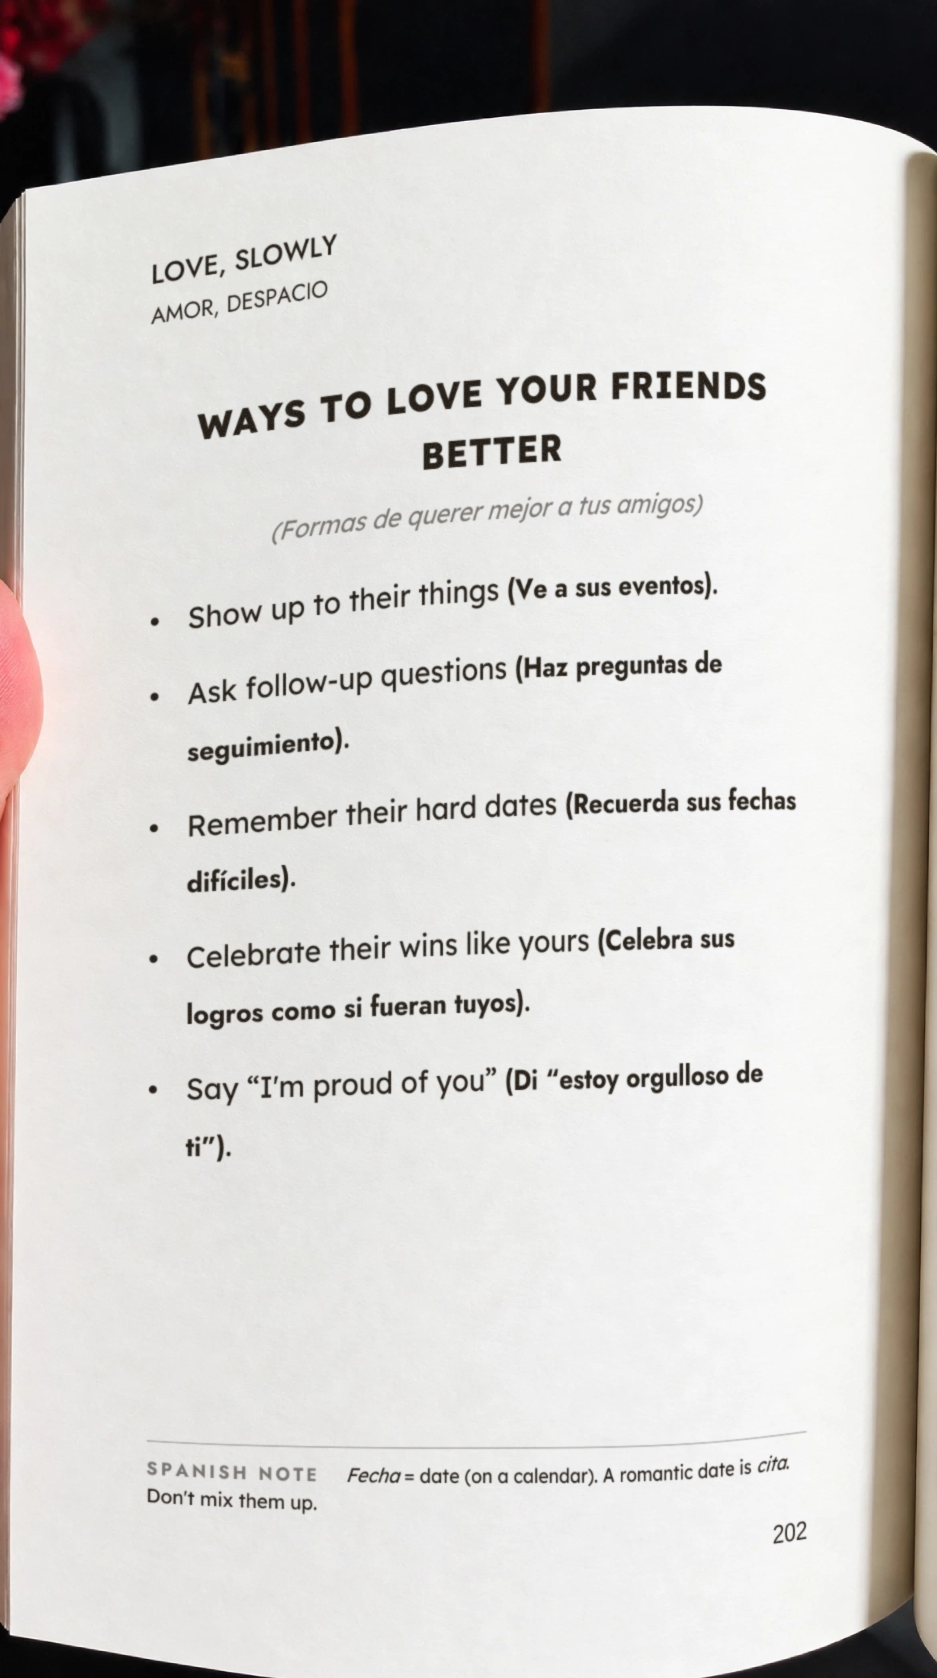 LOVE, SLOWLY
AMOR, DESPACIO
WAYS TO LOVE YOUR FRIENDS
BETTER
(Formas de querer mejor a tus amigos)
• Show up to their things (Ve a sus eventos).
• Ask follow-up questions (Haz preguntas de
seguimiento).
• Remember their hard dates (Recuerda sus fechas
difíciles).
• Celebrate their wins like yours (Celebra sus
logros como si fueran tuyos).
• Say “I’m proud of you” (Di “estoy orgulloso de
ti”).
SPANISH NOTE Fecha = date (on a calendar). A romantic date is cita.
Don’t mix them up.
202